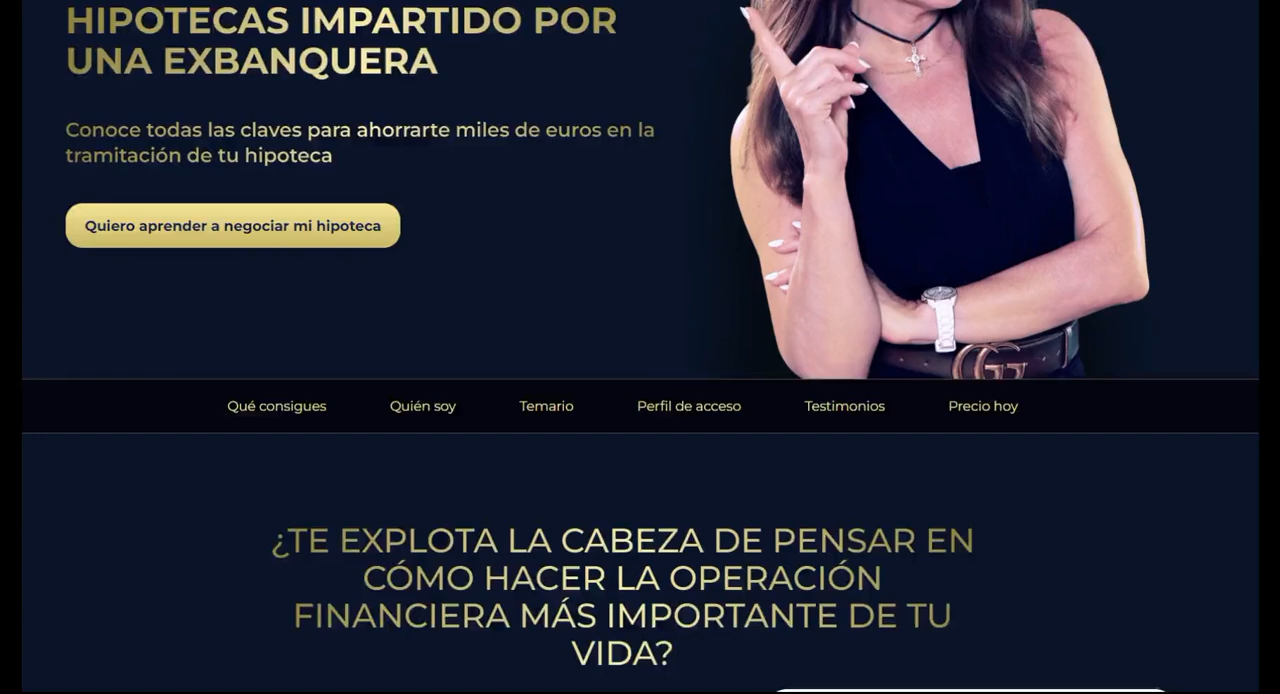 HIPOTECAS IMPARTIDO POR
UNA EXBANQUERA
Conoce todas las claves para ahorrarte miles de euros en la
tramitación de tu hipoteca
Quiero aprender a negociar mi hipoteca
Qué consigues Quién soy Temario Perfil de acceso Testimonios Precio hoy
¿TE EXPLOTA LA CABEZA DE PENSAR EN
CÓMO HACER LA OPERACIÓN
FINANCIERA MÁS IMPORTANTE DE TU
VIDA?